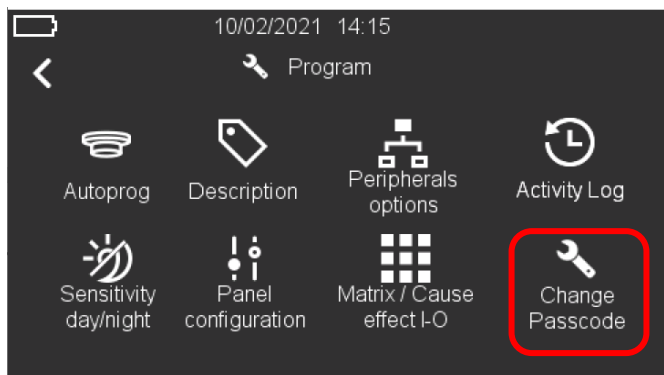 10/02/2021 14:15
Program
Autoprog
Description
Peripherals
options
Activity Log
Sensitivity
day/night
Panel
configuration
Matrix / Cause
effect I-O
Change
Passcode